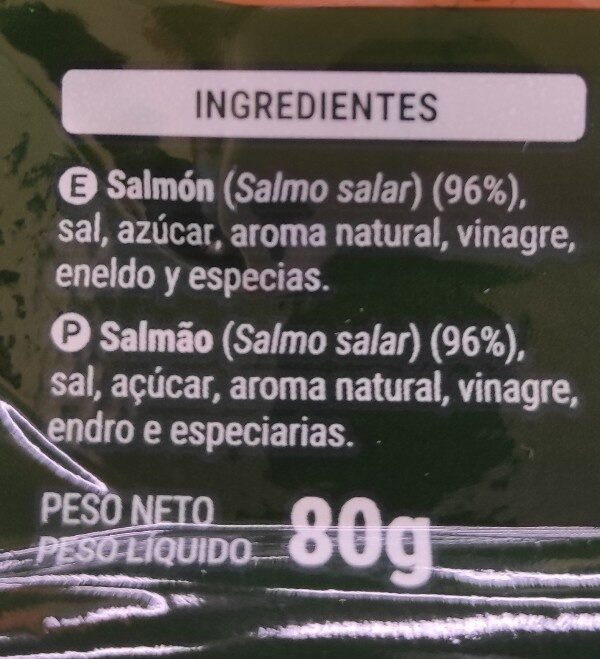 INGREDIENTES
E Salmón (Salmo salar) (96%),
sal, azúcar, aroma natural, vinagre,
eneldo y especias.
P Salmão (Salmo salar) (96%),
sal, açúcar, aroma natural, vinagre,
endro e especiarias.
PESO NETO
PESO LÍQUIDO 80g